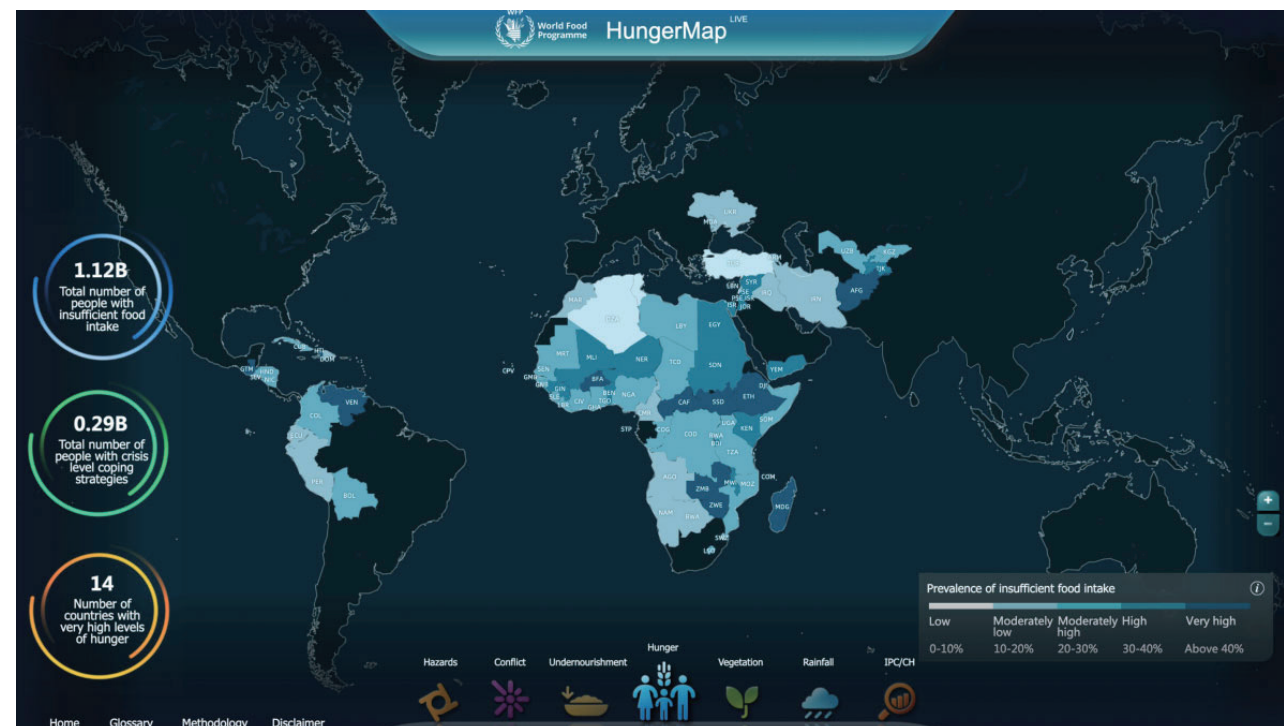 WFP
World Food
Programme
HungerMap
LIVE
1.12B
Total number of
people with
insufficient food
intake
0.29B
Total number of
people with crisis
level coping
strategies
14
Number of
countries with
very high levels
of hunger
UKR
UZB
KGZ
TJK
AFG
IRN
IRQ
SYR
LBN
PSE
PSE ISR
ISR JOR
MAR
DZA
LBY
EGY
MRT
MLI
NER
TCD
SDN
YEM
CPV
SEN
GMB
GNB
GIN
SLE
LBR
CIV
GHA
TGO
BEN
BFA
NGA
CMR
CAF
SSD
ETH
DJI
SOM
STP
COG
COD
UGA
KEN
RWA
BDI
TZA
AGO
ZMB
MWI
MOZ
COM
NAM
BWA
ZWE
MDG
SWZ
LSO
CUB
HTI
DOM
GTM
HND
SLV
NIC
VEN
COL
ECU
PER
BOL
+
Prevalence of insufficient food intake
i
Low Moderately low Moderately high High Very high
0-10% 10-20% 20-30% 30-40% Above 40%
Hazards Conflict Undernourishment Hunger Vegetation Rainfall IPC/CH
Home Glossary Methodology Disclaimer